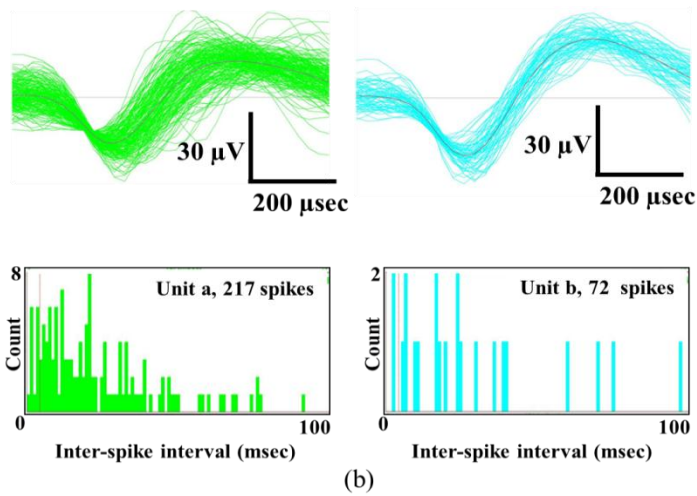 30 µV
200 µsec
30 µV
200 µsec
8
Unit a, 217 spikes
Count
0
100
Inter-spike interval (msec)
2
Unit b, 72 spikes
Count
0
100
Inter-spike interval (msec)
(b)